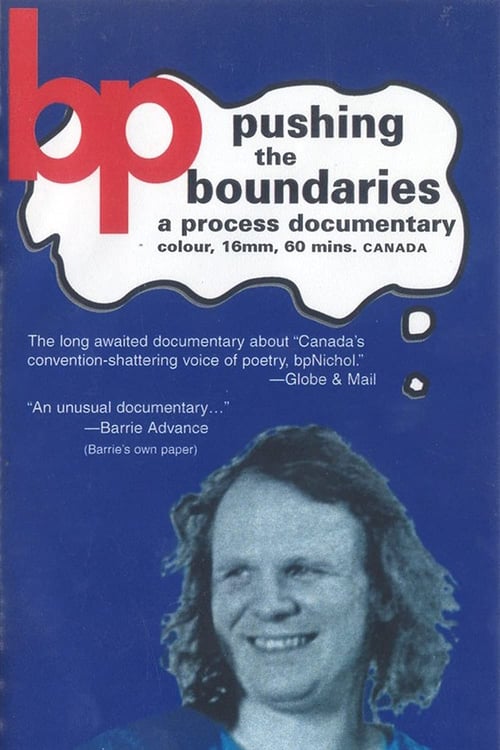 bp
pushing
the
boundaries
a process documentary
colour, 16mm, 60 mins. CANADA
The long awaited documentary about “Canada’s
convention-shattering voice of poetry, bpNichol.”
—Globe & Mail
“An unusual documentary…”
—Barrie Advance
(Barrie’s own paper)